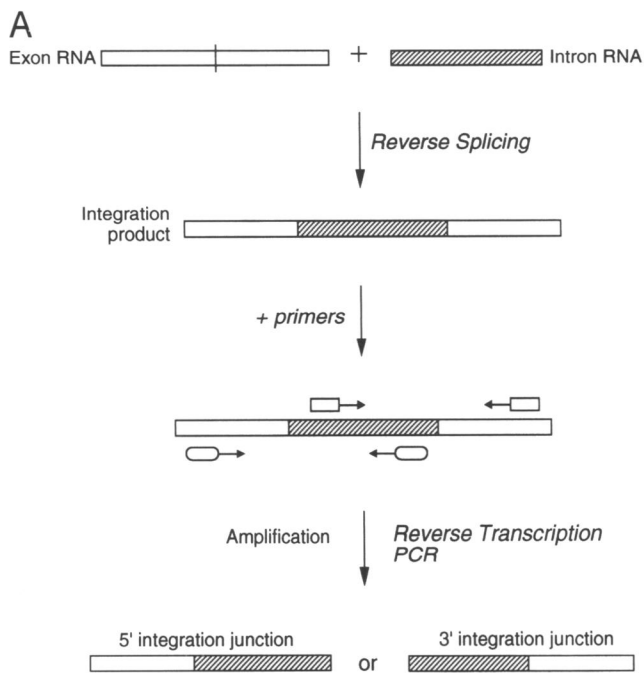 A
Exon RNA + Intron RNA
Reverse Splicing
Integration
product
+ primers
Amplification
Reverse Transcription
PCR
5' integration junction
or
3' integration junction